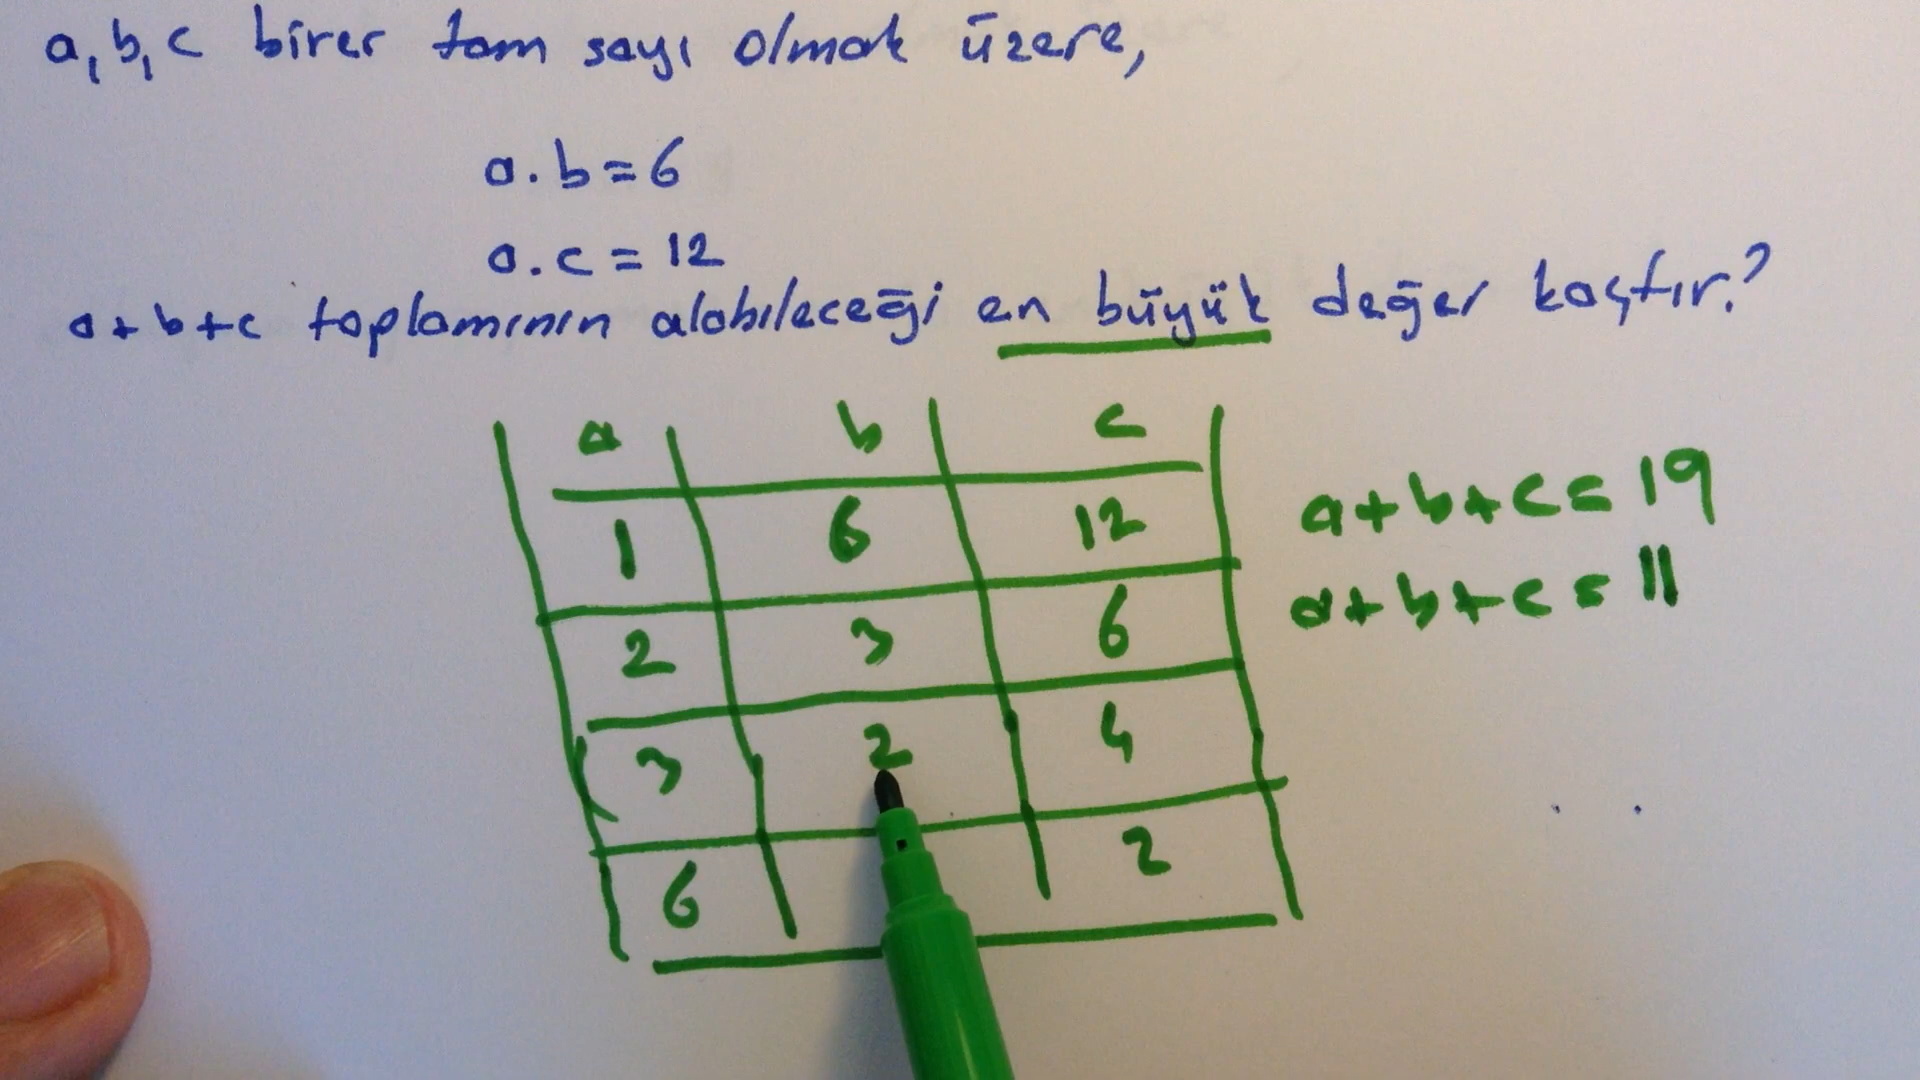 a, b, c birer tam sayı olmak üzere,
a.b=6
a.c=12
a+b+c toplamının alabileceği en büyük değer kaçtır?
a b c
1 6 12 a+b+c=19
2 3 6 a+b+c=11
3 2 4
6 2